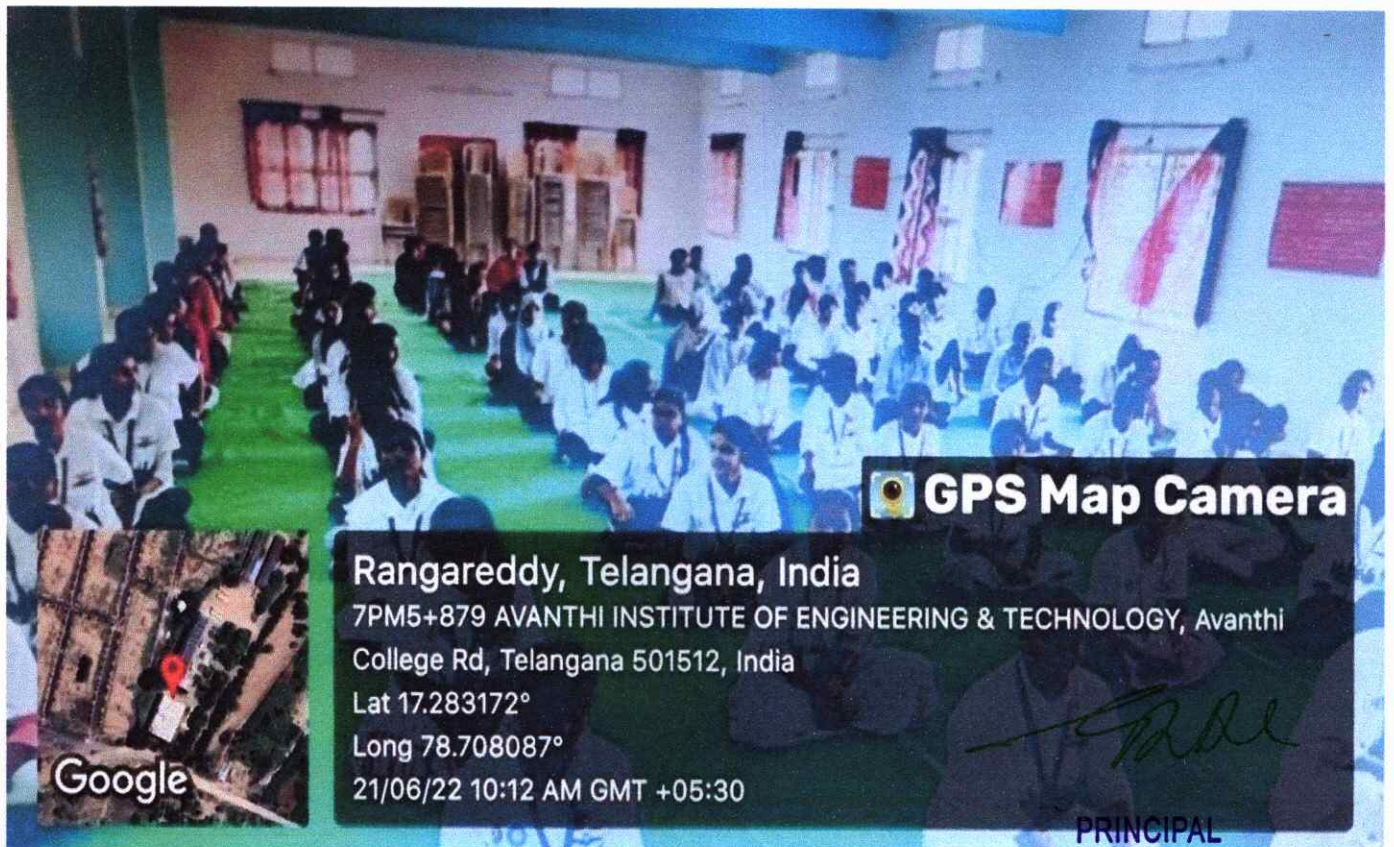 GPS Map Camera
Rangareddy, Telangana, India
7PM5+879 AVANTHI INSTITUTE OF ENGINEERING & TECHNOLOGY, Avanthi
College Rd, Telangana 501512, India
Lat 17.283172°
Long 78.708087°
21/06/22 10:12 AM GMT +05:30
Google
PRINCIPAL